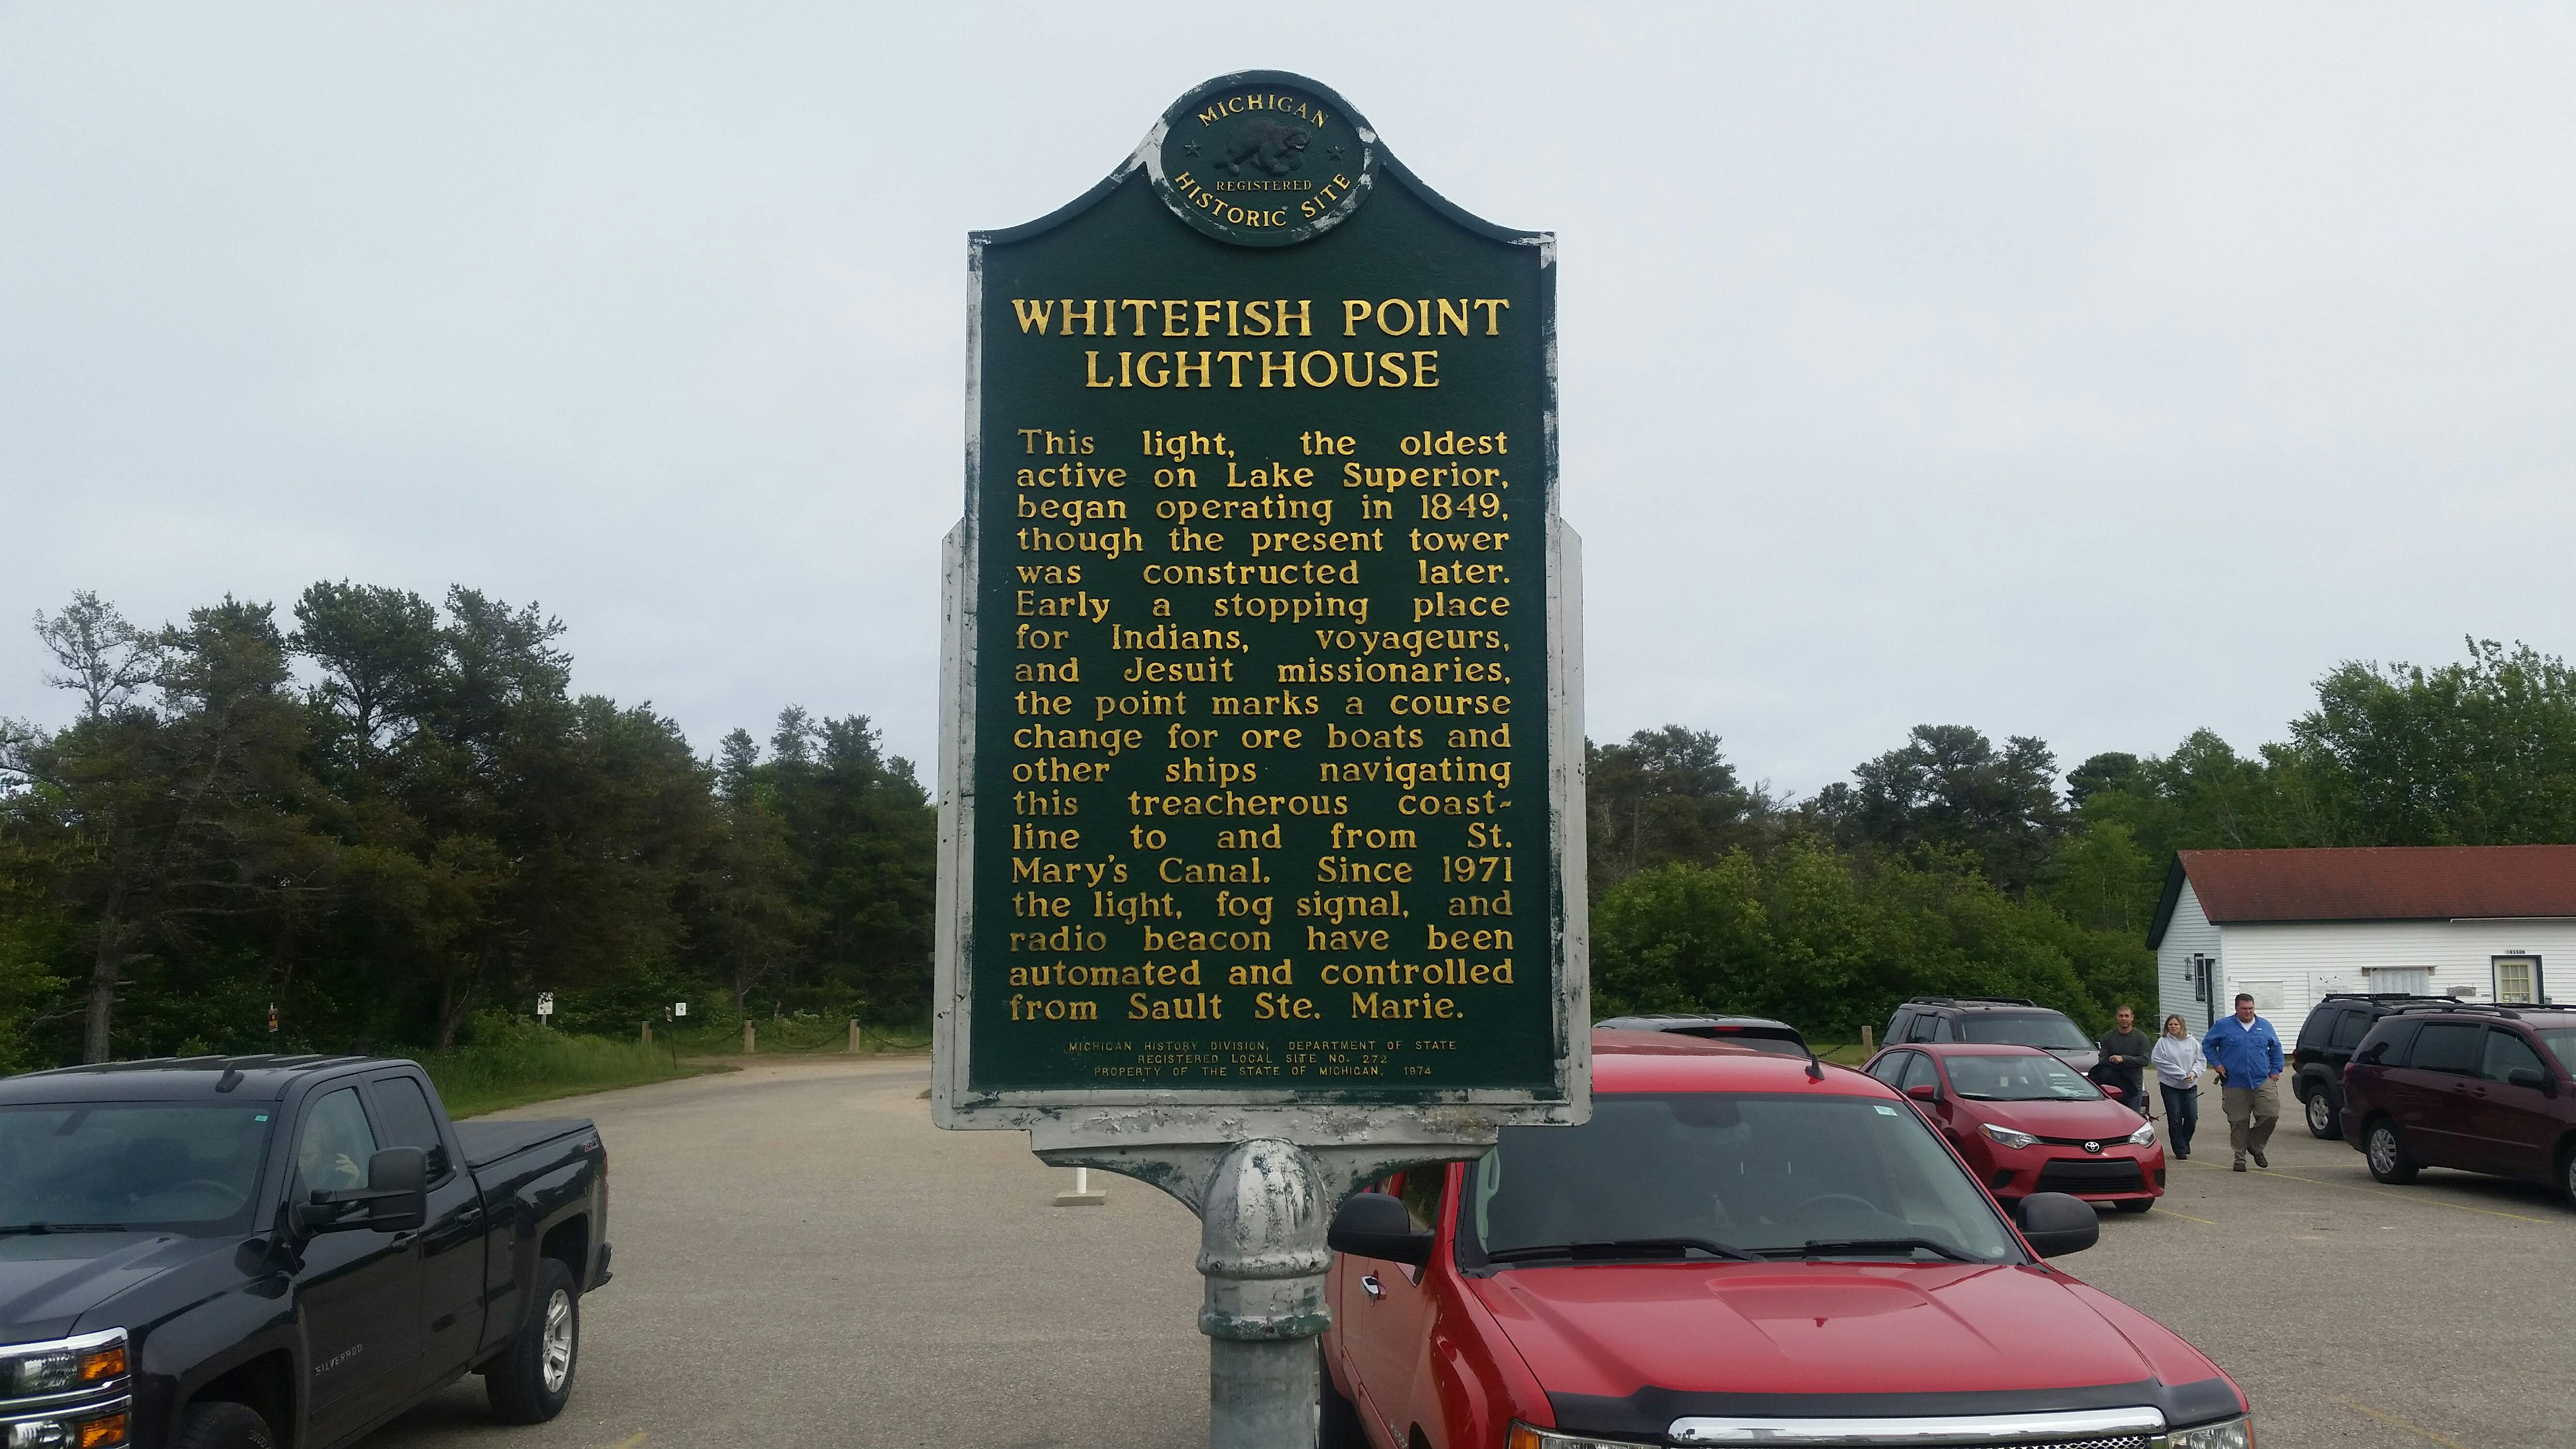 MICHIGAN
REGISTERED
HISTORIC SITE
WHITEFISH POINT
LIGHTHOUSE
This light, the oldest
active on Lake Superior,
began operating in 1849,
though the present tower
was constructed later.
Early a stopping place
for Indians, voyageurs,
and Jesuit missionaries,
the point marks a course
change for ore boats and
other ships navigating
this treacherous coast-
line to and from St.
Mary's Canal. Since 1971
the light, fog signal, and
radio beacon have been
automated and controlled
from Sault Ste. Marie.
MICHIGAN HISTORY DIVISION, DEPARTMENT OF STATE
REGISTERED LOCAL SITE NO. 272
PROPERTY OF THE STATE OF MICHIGAN, 1974
SILVERADO